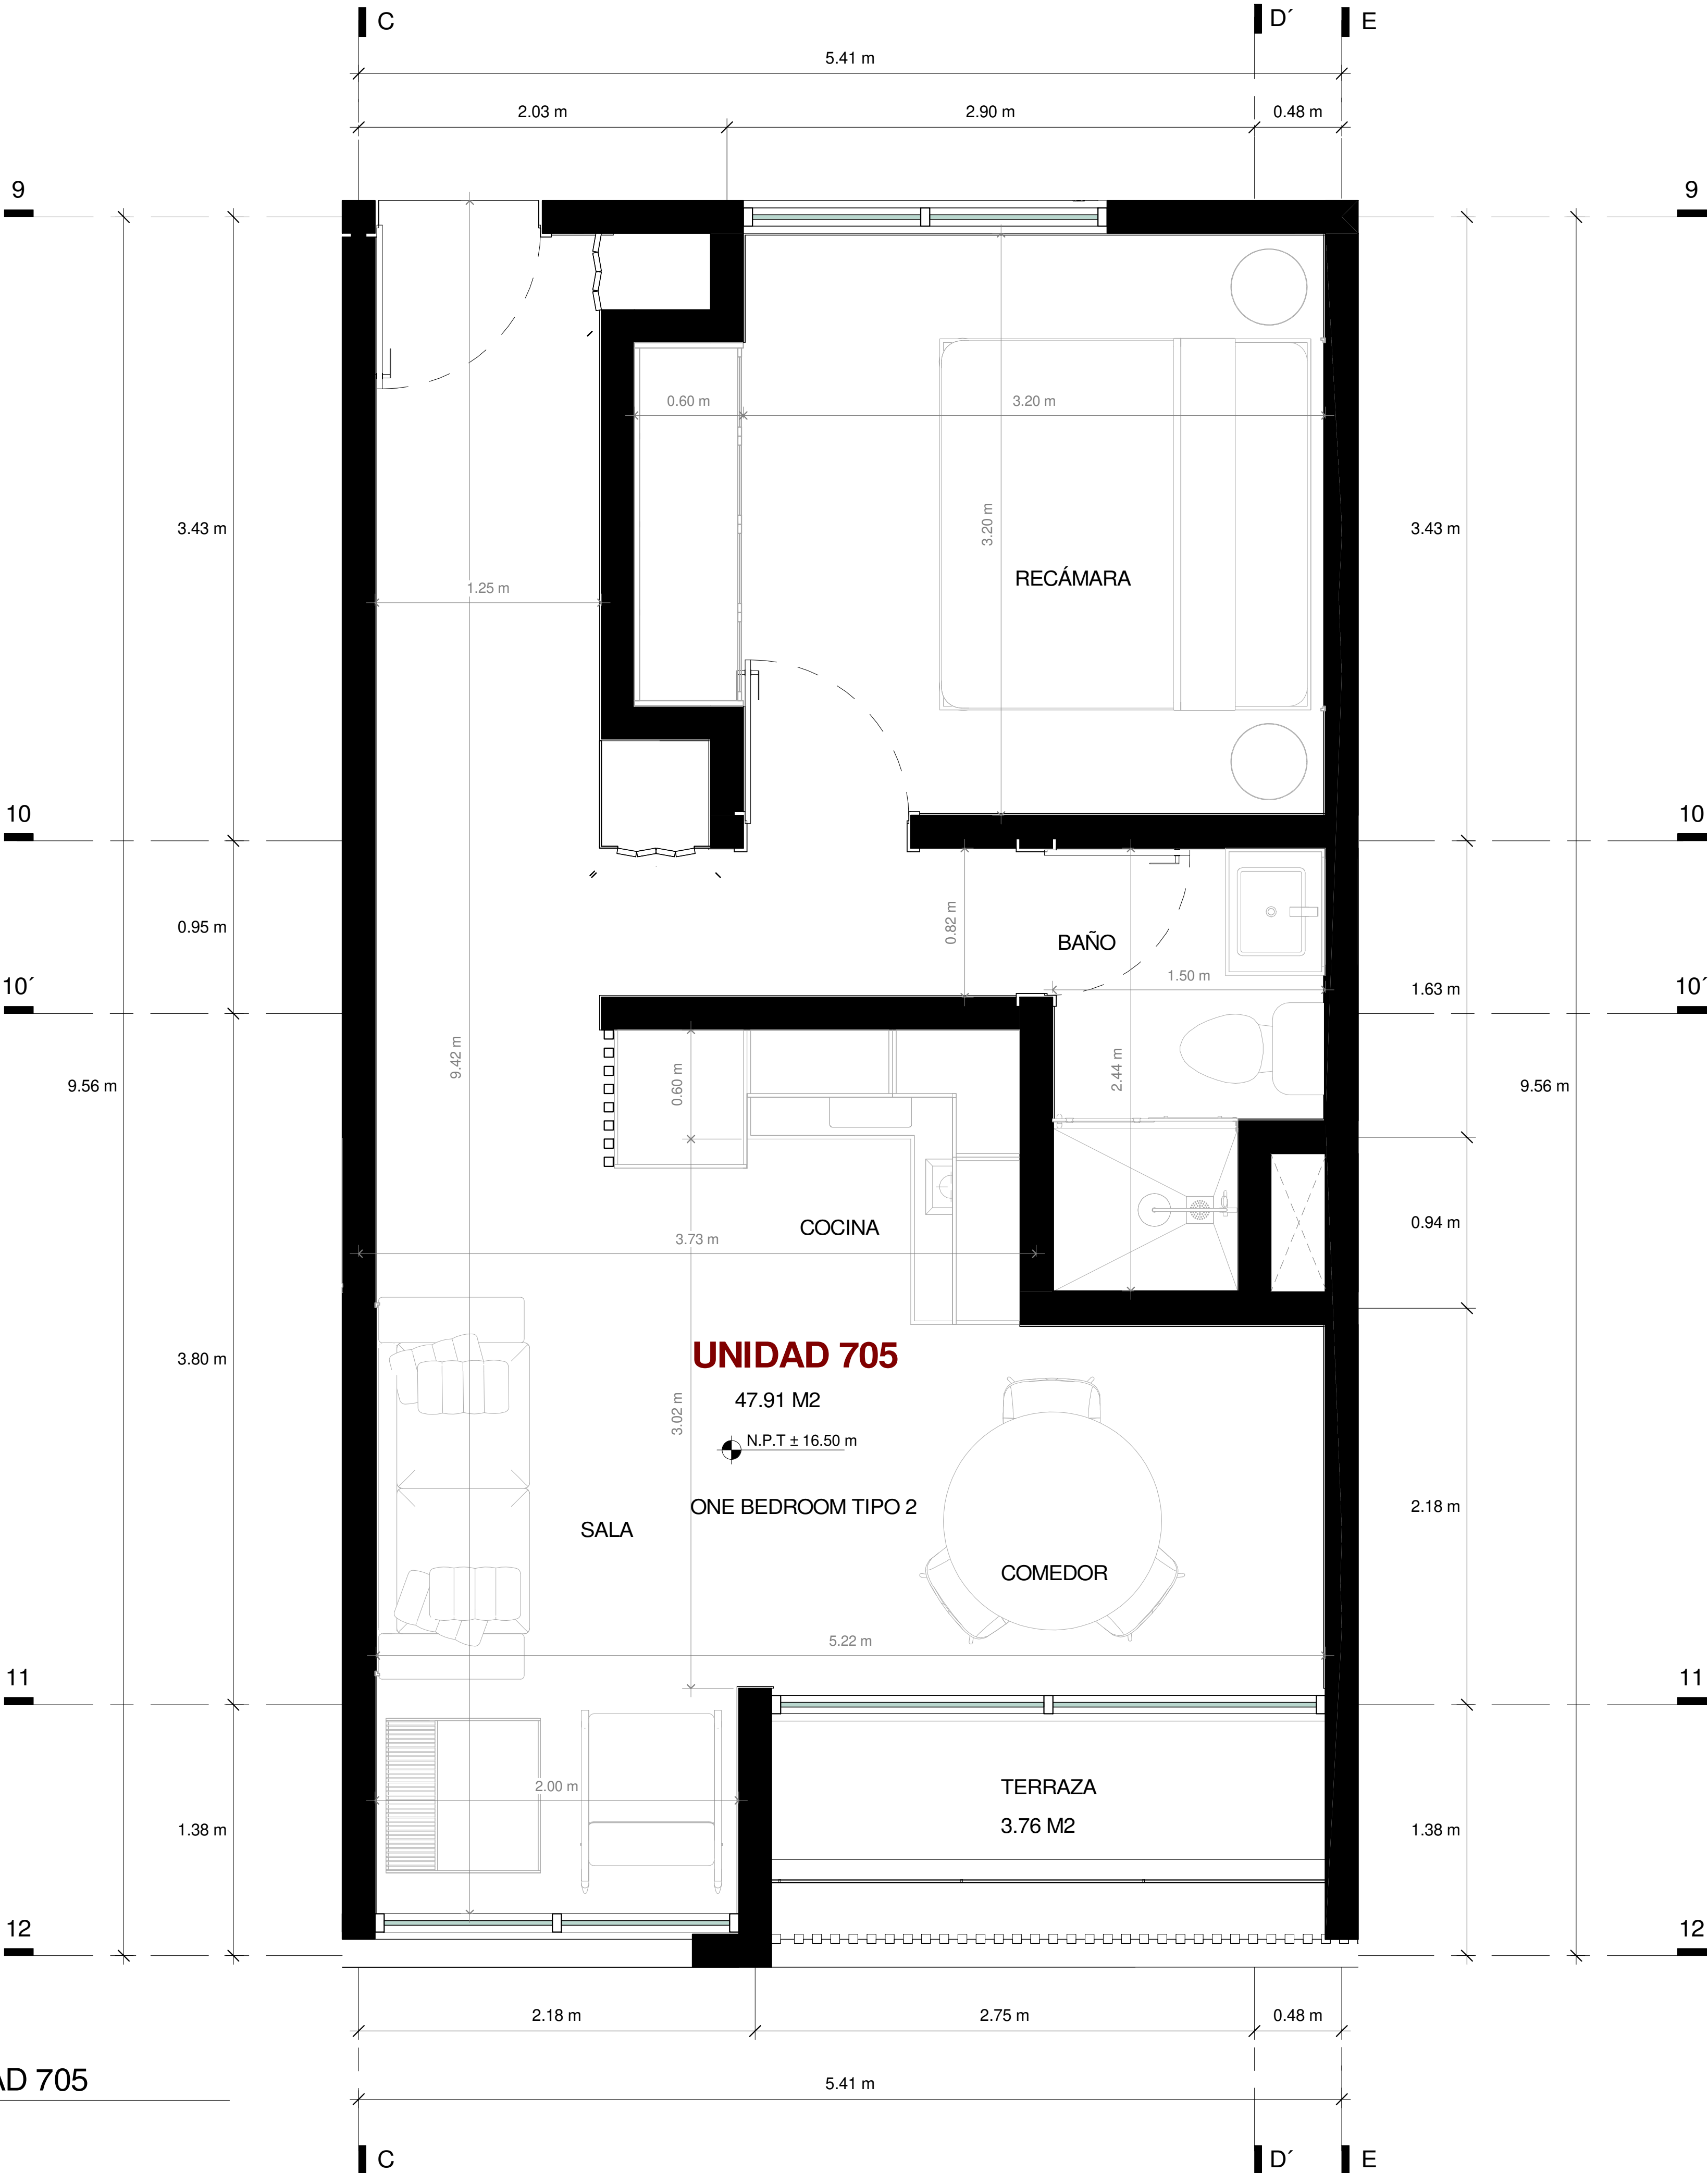 C
D´
E
5.41 m
2.03 m
2.90 m
0.48 m
9
9
0.60 m
3.20 m
3.43 m
3.20 m
3.43 m
RECÁMARA
1.25 m
10
10
0.95 m
0.82 m
BAÑO
1.50 m
10´
1.63 m
10´
9.42 m
2.44 m
0.60 m
9.56 m
9.56 m
COCINA
0.94 m
3.73 m
UNIDAD 705
3.80 m
47.91 M2
3.02 m
N.P.T ± 16.50 m
ONE BEDROOM TIPO 2
2.18 m
SALA
COMEDOR
5.22 m
11
11
2.00 m
TERRAZA
3.76 M2
1.38 m
1.38 m
12
12
2.18 m
2.75 m
0.48 m
AD 705
5.41 m
C
D´
E